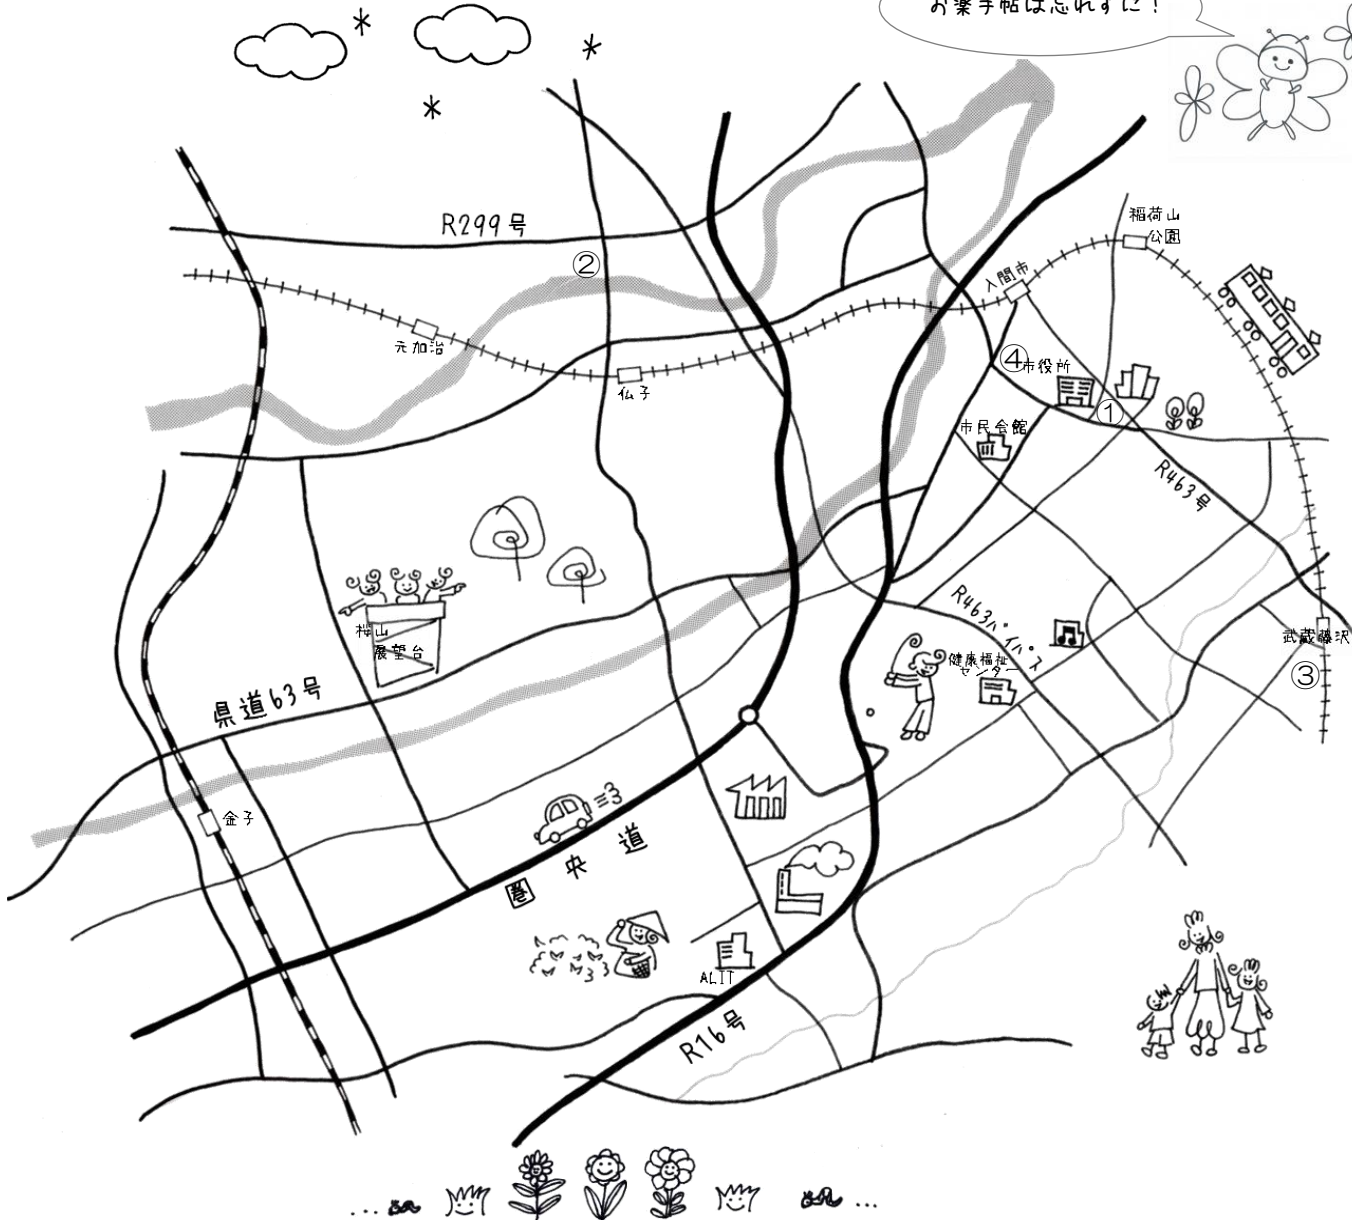 お薬手帖は忘れずに！
稲荷山
公園
R299号
②
入間市
元加治
仏子
④市役所
①
市民会館
R463号
R463バイパス
桜山
展望台
健康福祉
センター
武蔵藤沢
③
県道63号
金子
圏央道
ALIT
R16号